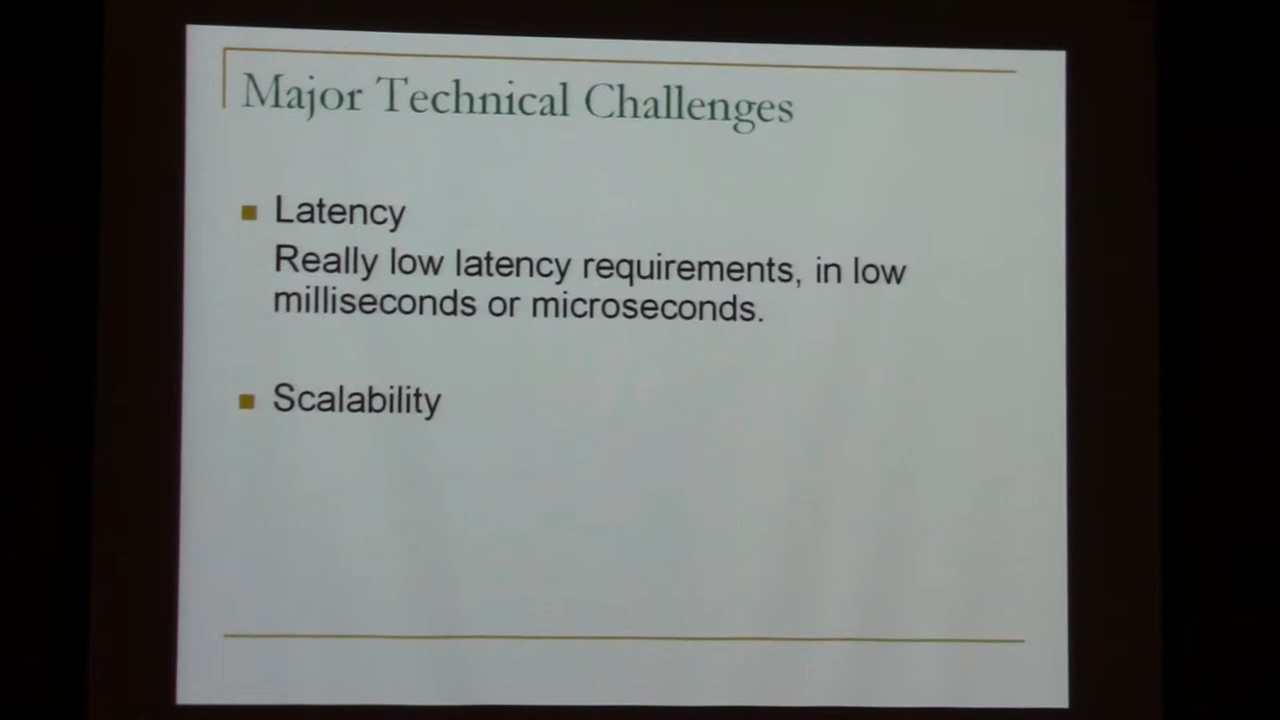 Major Technical Challenges
Latency
Really low latency requirements, in low
milliseconds or microseconds.
Scalability